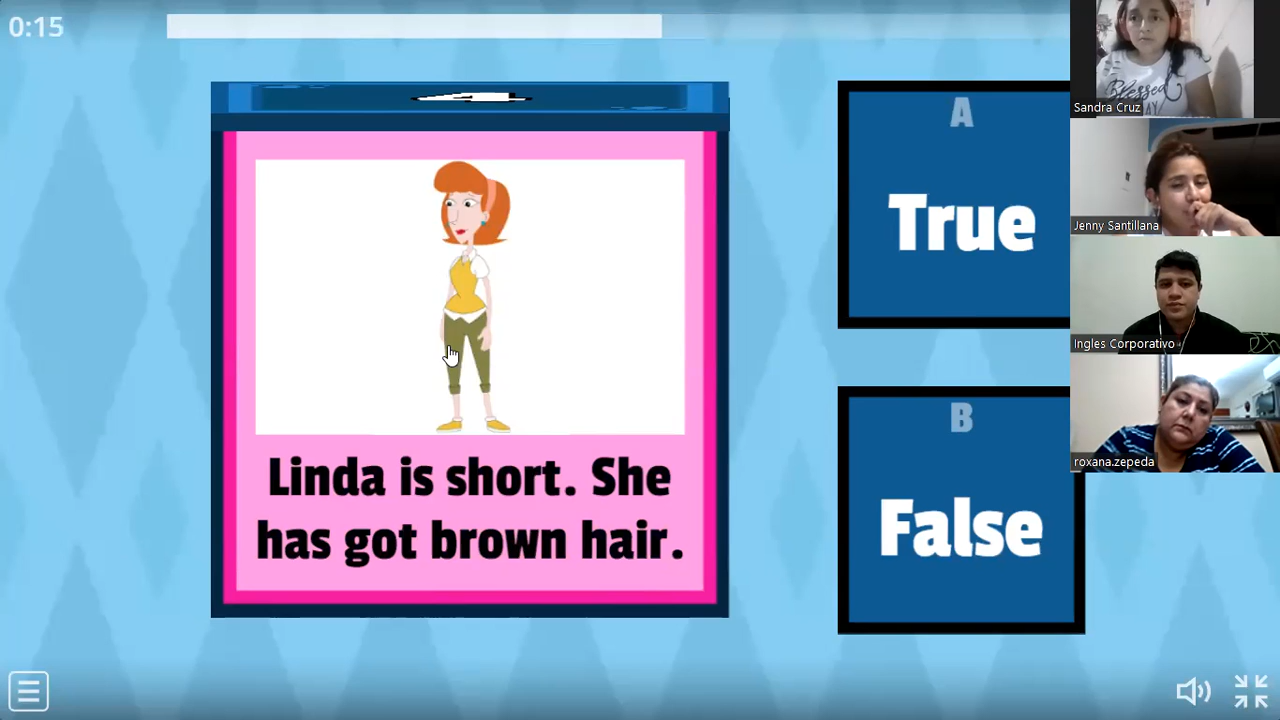 0:15
Linda is short. She
has got brown hair.
A
True
B
False
Sandra Cruz
Blessed
Jenny Santillana
Ingles Corporativo
roxana.zepeda